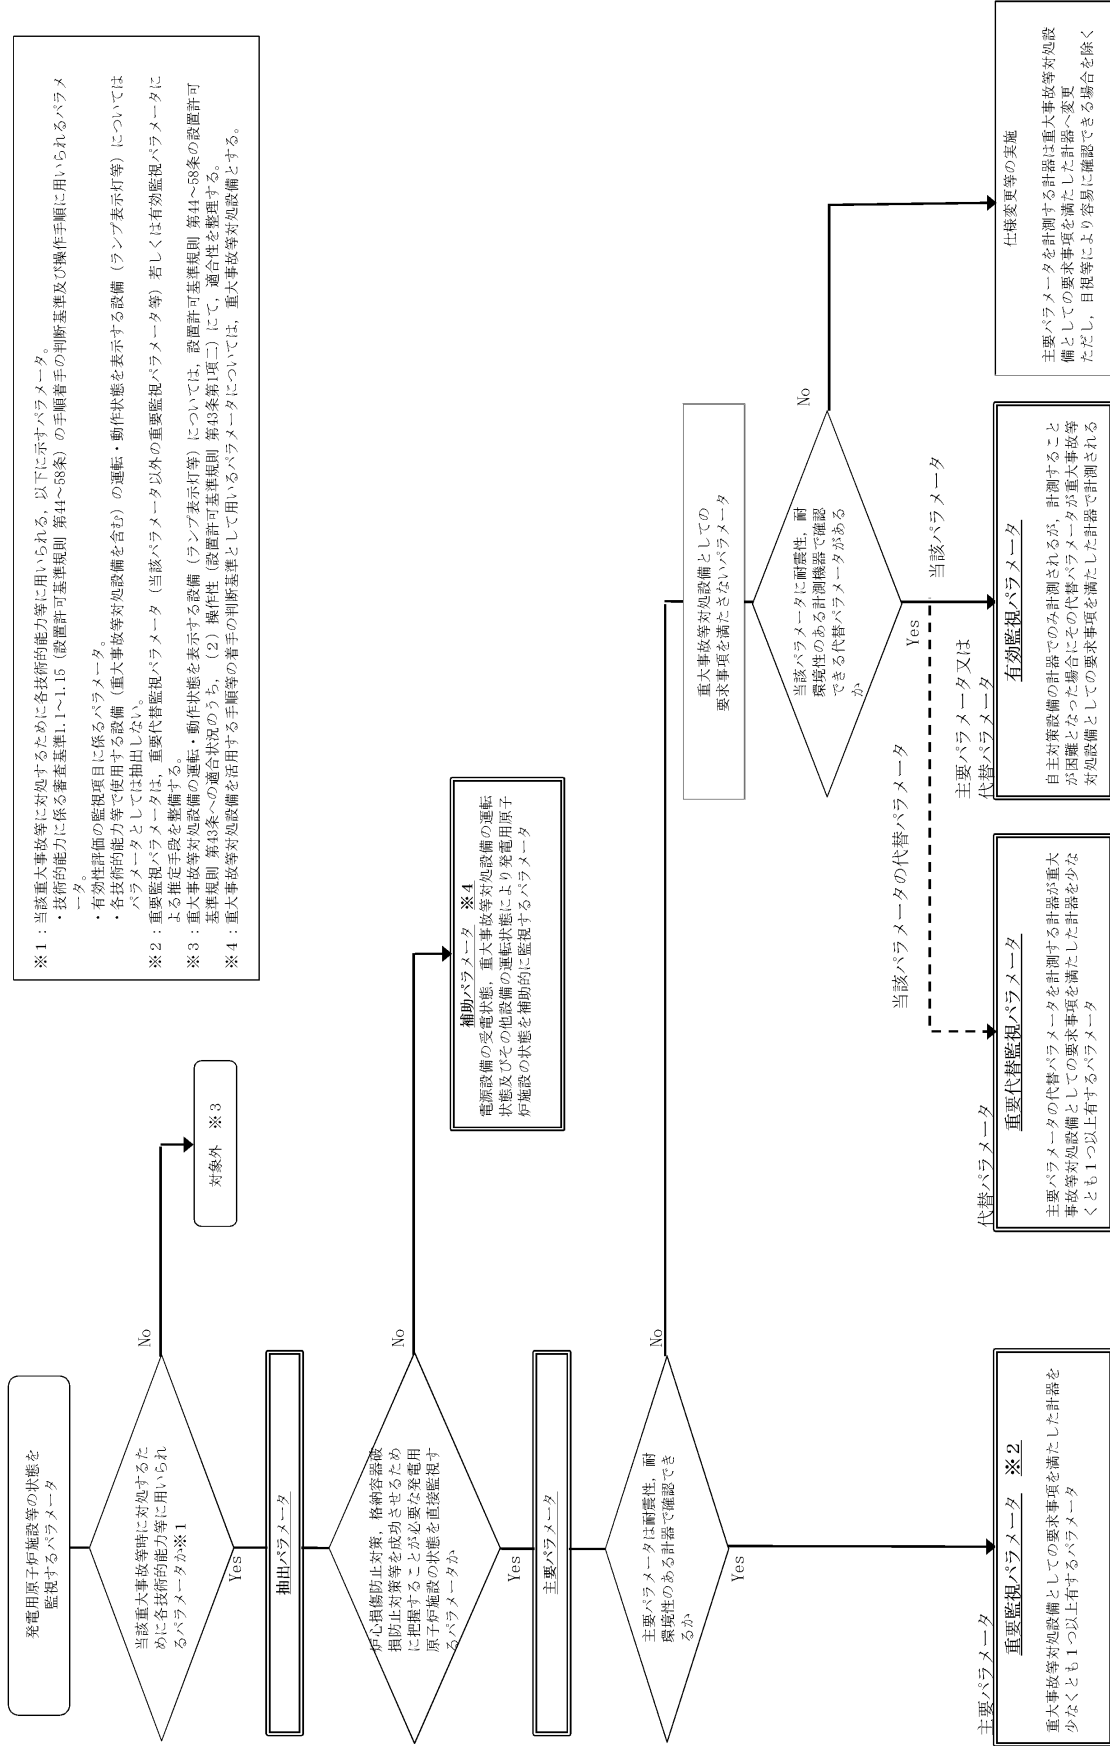 発電用原子炉施設等の状態を
監視するパラメータ
当該重大事故等時に対処するた
めに各技術的能力等に用いられ
るパラメータか※1
No
Yes
対象外　※3
抽出パラメータ
炉心損傷防止対策，格納容器破
損防止対策等を成功させるため
に把握することが必要な発電用
原子炉施設の状態を直接監視す
るパラメータか
No
Yes
補助パラメータ　※4
電源設備の受電状態，重大事故等対処設備の運転
状態及びその他設備の運転状態により発電用原子
炉施設の状態を補助的に監視するパラメータ
主要パラメータ
主要パラメータは耐震性，耐
環境性のある計器で確認でき
るか
No
Yes
重大事故等対処設備としての
要求事項を満たさないパラメータ
当該パラメータに耐震性，耐
環境性のある計測機器で確認
できる代替パラメータがある
か
No
Yes
当該パラメータ
当該パラメータの代替パラメータ
主要パラメータ
重要監視パラメータ　※2
重大事故等対処設備としての要求事項を満たした計器を
少なくとも1つ以上有するパラメータ
代替パラメータ
重要代替監視パラメータ
主要パラメータの代替パラメータを計測する計器が重大
事故等対処設備としての要求事項を満たした計器を少な
くとも1つ以上有するパラメータ
主要パラメータ又は
代替パラメータ
有効監視パラメータ
自主対策設備の計器でのみ計測されるが，計測すること
が困難となった場合にその代替パラメータが重大事故等
対処設備としての要求事項を満たした計器で計測される
仕様変更等の実施
主要パラメータを計測する計器は重大事故等対処設
備としての要求事項を満たした計器へ変更
ただし，目視等により容易に確認できる場合を除く
※1：当該重大事故等に対処するために各技術的能力等に用いられる，以下に示すパラメータ。
・技術的能力に係る審査基準1.1～1.15（設置許可基準規則 第44～58条）の手順着手の判断基準及び操作手順に用いられるパラメ
ータ。
・有効性評価の監視項目に係るパラメータ。
・各技術的能力等で使用する設備（重大事故等対処設備を含む）の運転・動作状態を表示する設備（ランプ表示灯等）については
パラメータとしては抽出しない。
※2：重要監視パラメータは，重要代替監視パラメータ（当該パラメータ以外の重要監視パラメータ等）若しくは有効監視パラメータに
よる推定手段を整備する。
※3：重大事故等対処設備の運転・動作状態を表示する設備（ランプ表示灯等）については，設置許可基準規則 第44～58条の設置許可
基準規則 第43条への適合状況のうち，（2）操作性（設置許可基準規則 第43条第1項二）にて，適合性を整理する。
※4：重大事故等対処設備を活用する手順等の着手の判断基準として用いるパラメータについては，重大事故等対処設備とする。